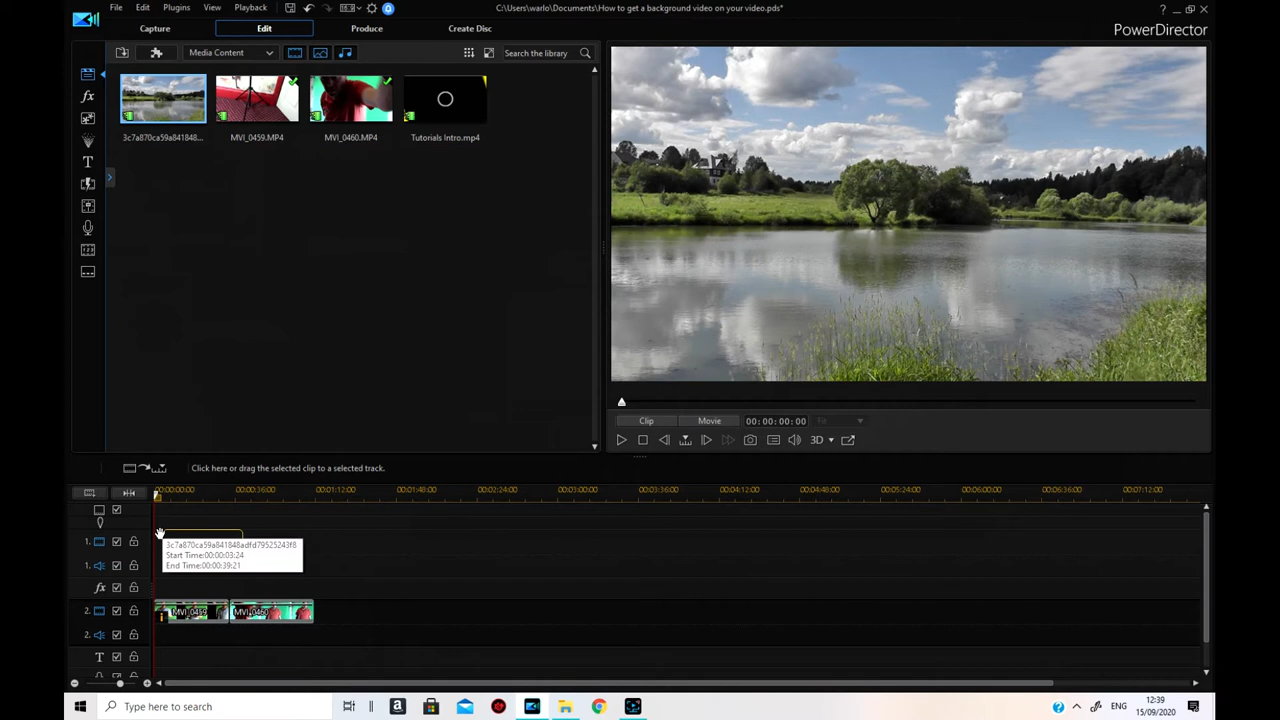 File Edit Plugins View Playback
C:\Users\warlo\Documents\How to get a background video on your video.pds*
Capture Edit Produce Create Disc
PowerDirector
Media Content
Search the library
3c7a870ca59a841848...
MVI_0459.MP4
MVI_0460.MP4
Tutorials Intro.mp4
Clip Movie 00:00:00:00 Fit
3D
Click here or drag the selected clip to a selected track.
00:00:00:00 00:00:36:00 00:01:12:00 00:01:48:00 00:02:24:00 00:03:00:00 00:03:36:00 00:04:12:00 00:04:48:00 00:05:24:00 00:06:00:00 00:06:36:00 00:07:12:00
1.
3c7a870ca59a841848adfd79525243f8
Start Time:00:00:03:24
End Time:00:00:39:21
1.
fx
2. MVI_0459 MVI_0460
2.
T
Type here to search
ENG
12:39
15/09/2020